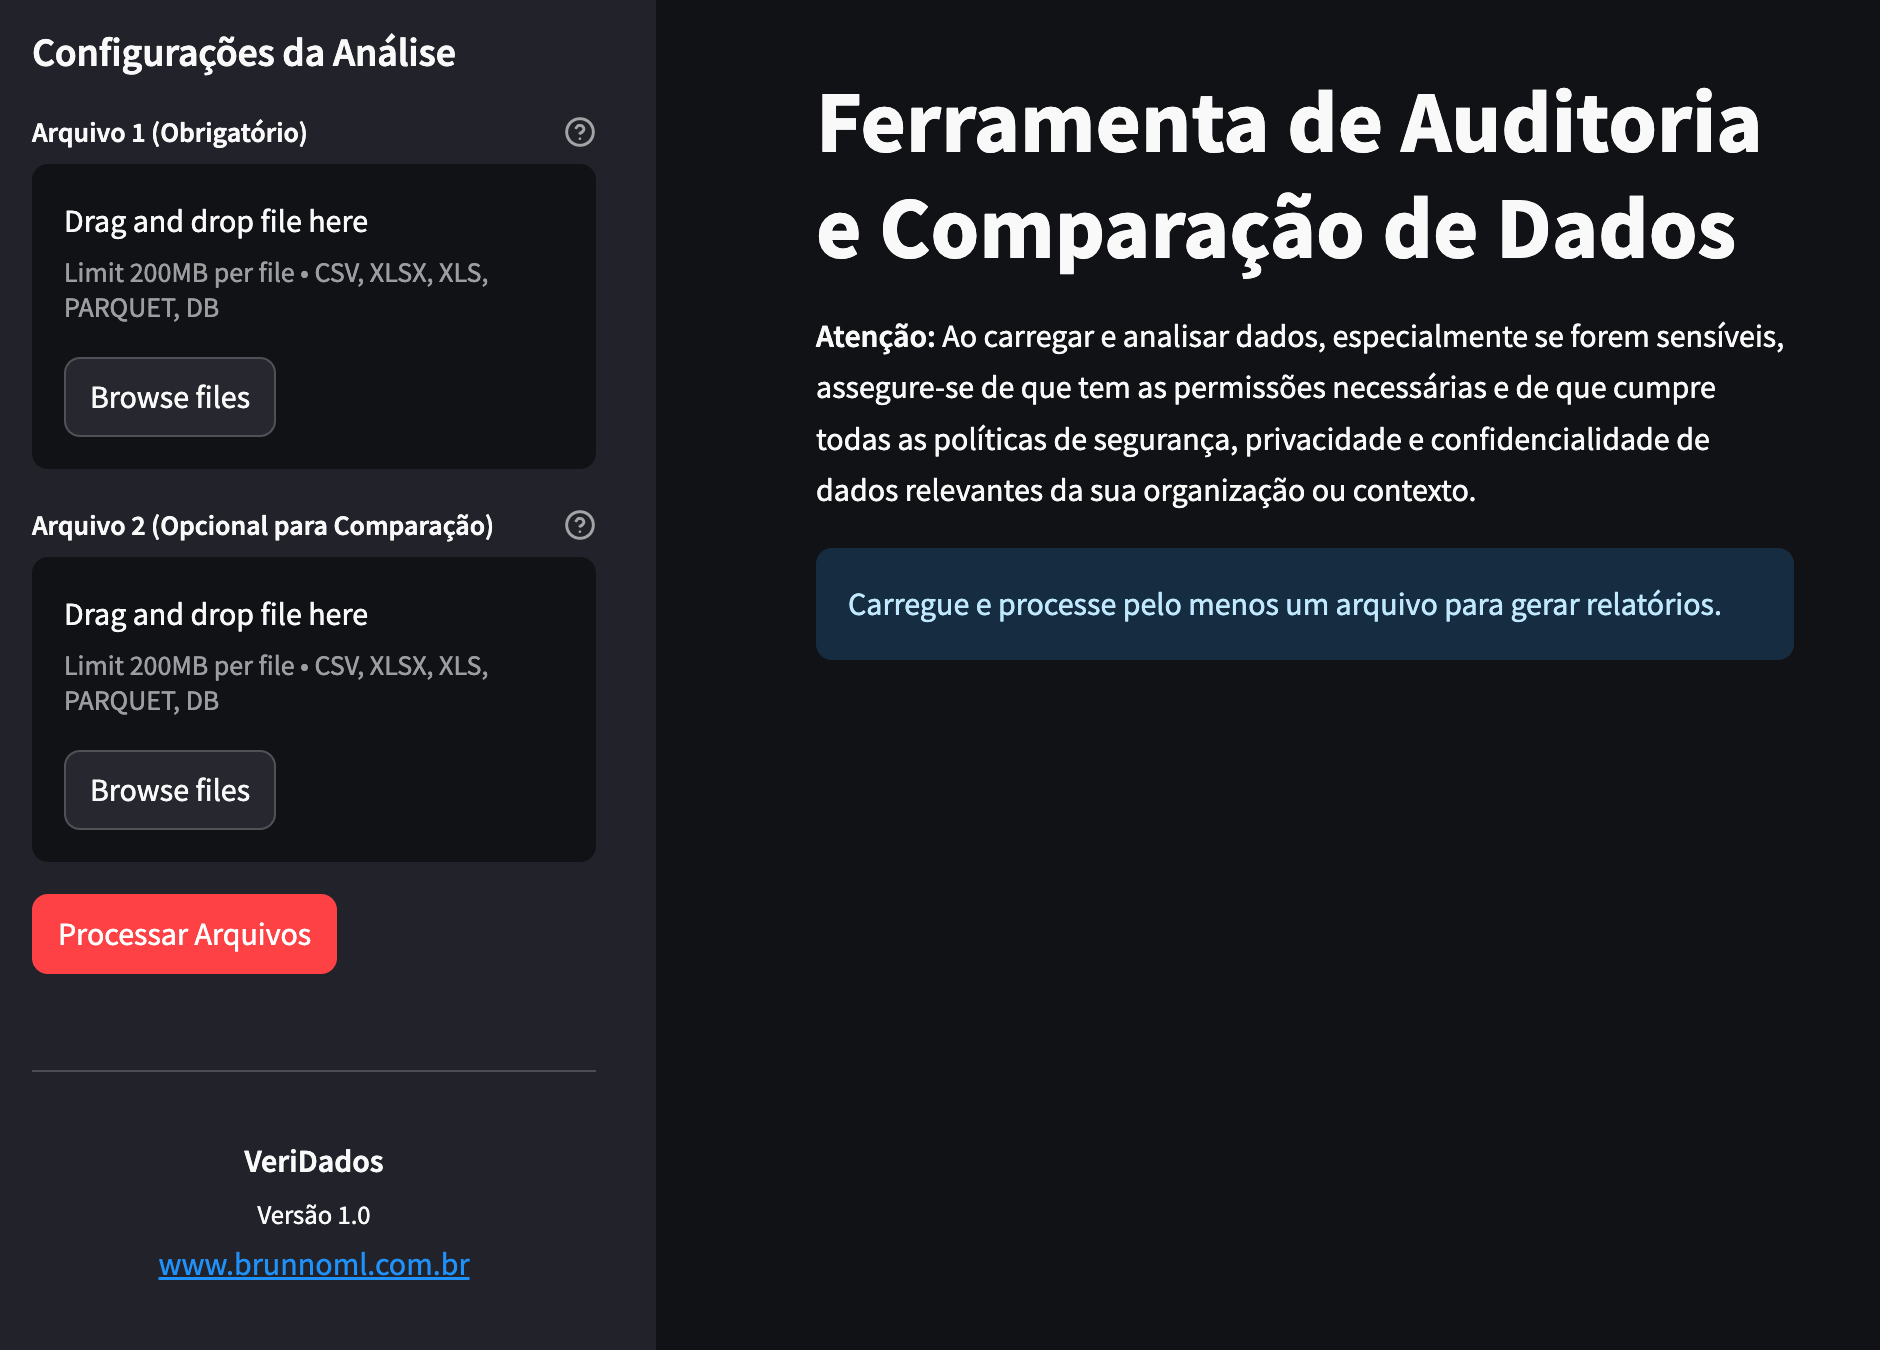 Configurações da Análise
Arquivo 1 (Obrigatório)
Drag and drop file here
Limit 200MB per file • CSV, XLSX, XLS,
PARQUET, DB
Browse files
Arquivo 2 (Opcional para Comparação)
Drag and drop file here
Limit 200MB per file • CSV, XLSX, XLS,
PARQUET, DB
Browse files
Processar Arquivos
VeriDados
Versão 1.0
www.brunnoml.com.br
Ferramenta de Auditoria
e Comparação de Dados
Atenção: Ao carregar e analisar dados, especialmente se forem sensíveis,
assegure-se de que tem as permissões necessárias e de que cumpre
todas as políticas de segurança, privacidade e confidencialidade de
dados relevantes da sua organização ou contexto.
Carregue e processe pelo menos um arquivo para gerar relatórios.